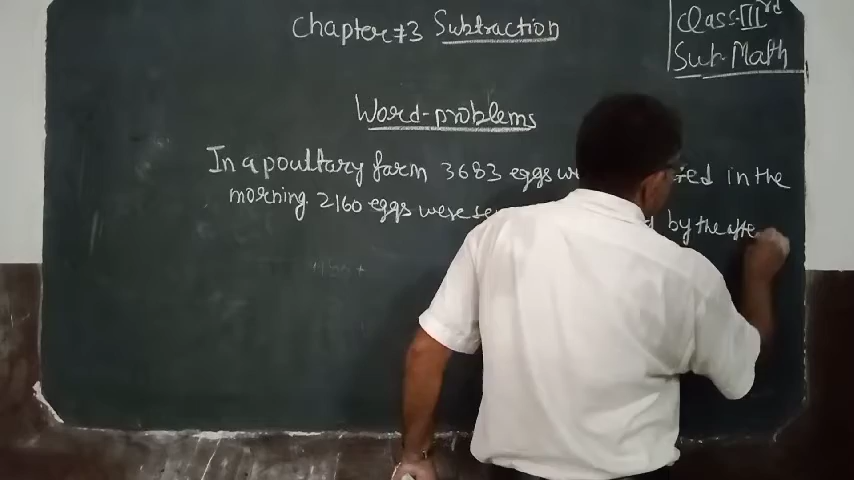 Chapter #3 Subtraction
Class-III rd
Sub- Math
Word-problems
In a poultary farm 3683 eggs in the
morning. 2160 eggs were by the afte